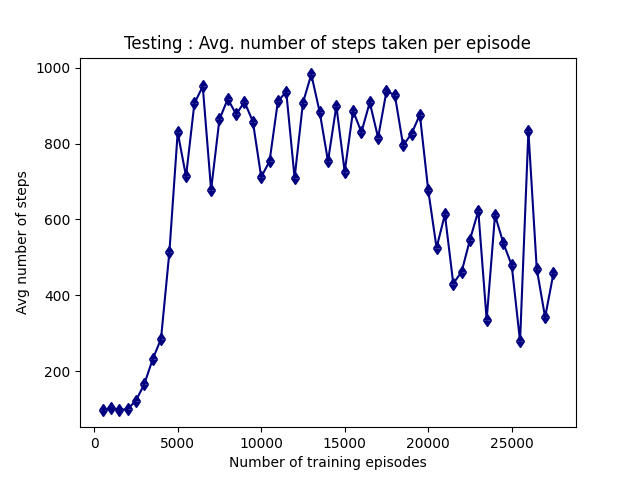 Testing : Avg. number of steps taken per episode
1000
800
600
400
200
Avg number of steps
0 5000 10000 15000 20000 25000
Number of training episodes